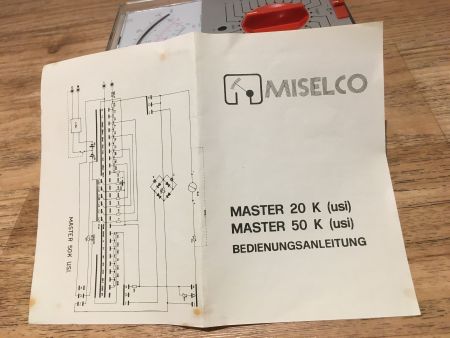 MISELCO
MASTER 20 K (usi)
MASTER 50 K (usi)
BEDIENUNGSANLEITUNG
MASTER 50K USI